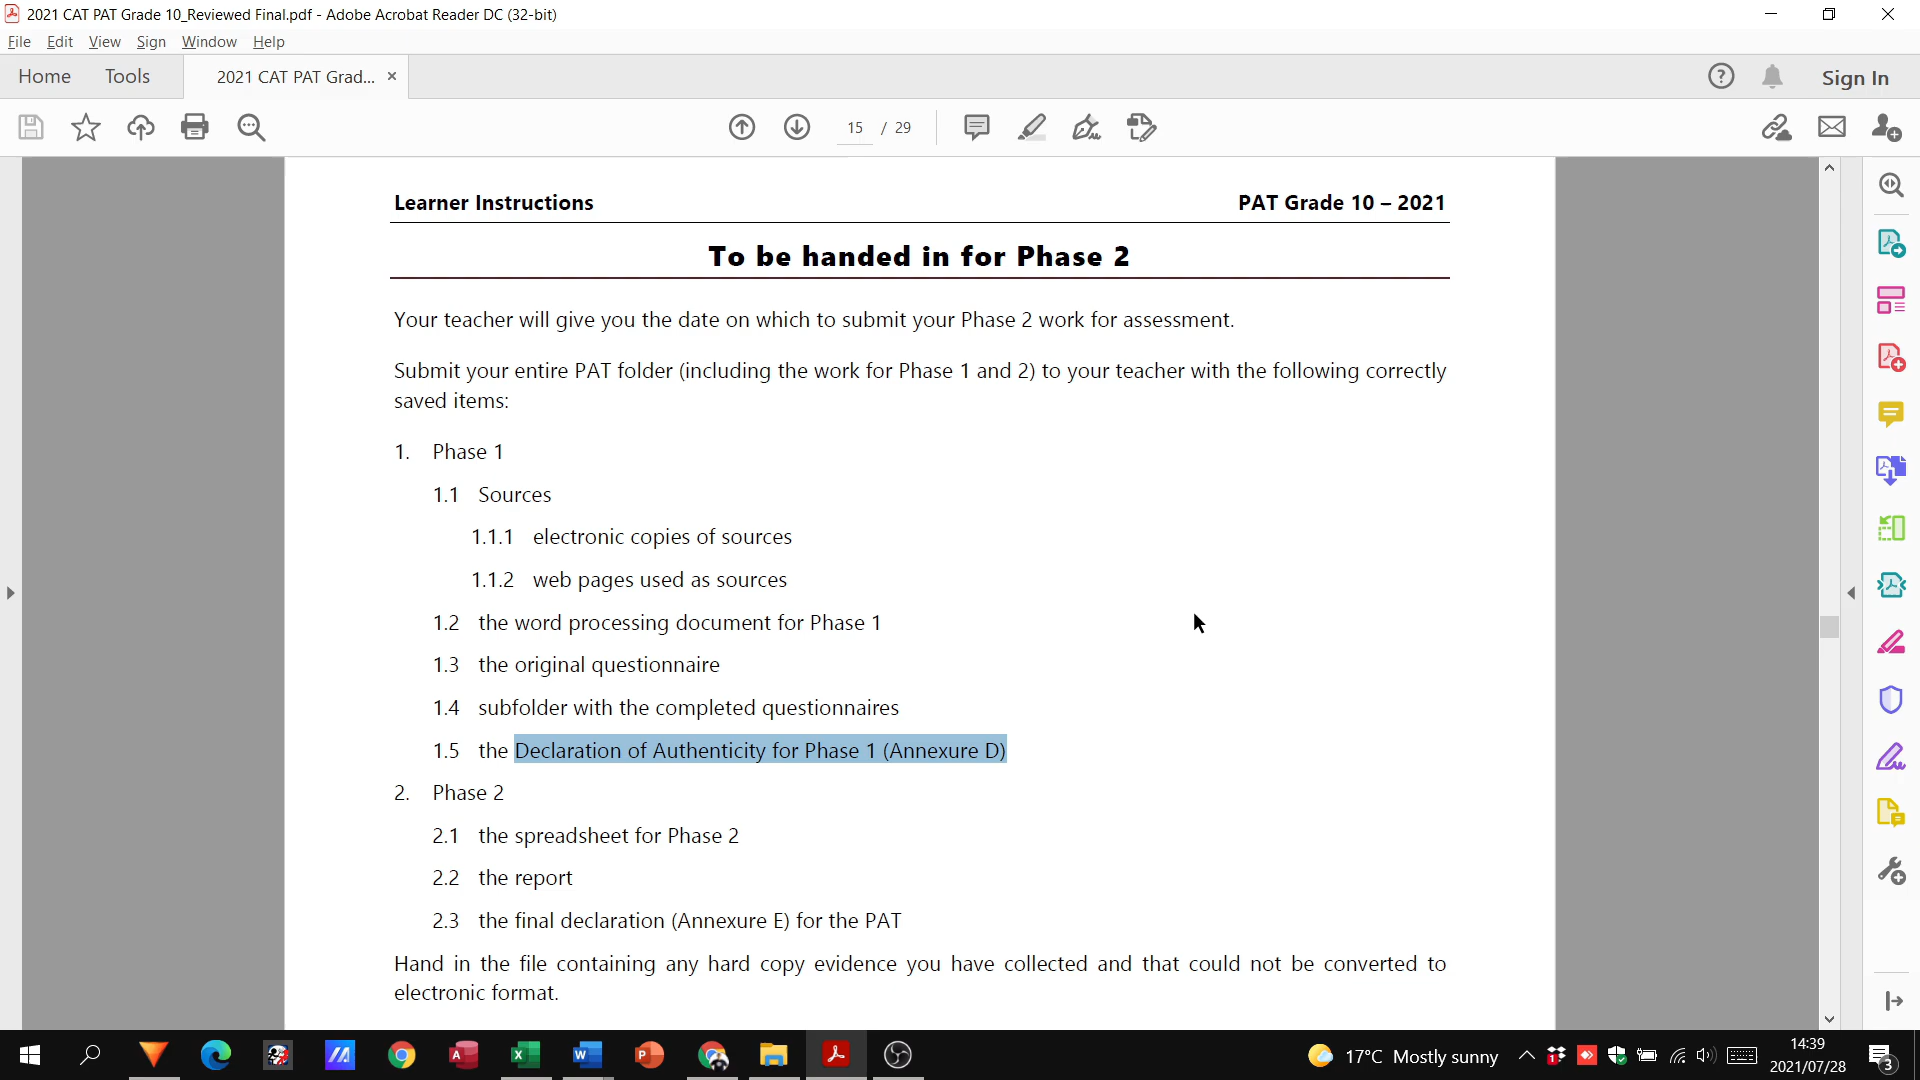 2021 CAT PAT Grade 10_Reviewed Final.pdf - Adobe Acrobat Reader DC (32-bit)
File Edit View Sign Window Help
Home Tools 2021 CAT PAT Grad... × Sign In
15 / 29
Learner Instructions PAT Grade 10 – 2021
To be handed in for Phase 2
Your teacher will give you the date on which to submit your Phase 2 work for assessment.
Submit your entire PAT folder (including the work for Phase 1 and 2) to your teacher with the following correctly
saved items:
1. Phase 1
1.1 Sources
1.1.1 electronic copies of sources
1.1.2 web pages used as sources
1.2 the word processing document for Phase 1
1.3 the original questionnaire
1.4 subfolder with the completed questionnaires
1.5 the Declaration of Authenticity for Phase 1 (Annexure D)
2. Phase 2
2.1 the spreadsheet for Phase 2
2.2 the report
2.3 the final declaration (Annexure E) for the PAT
Hand in the file containing any hard copy evidence you have collected and that could not be converted to
electronic format.
17°C Mostly sunny
14:39
2021/07/28
3